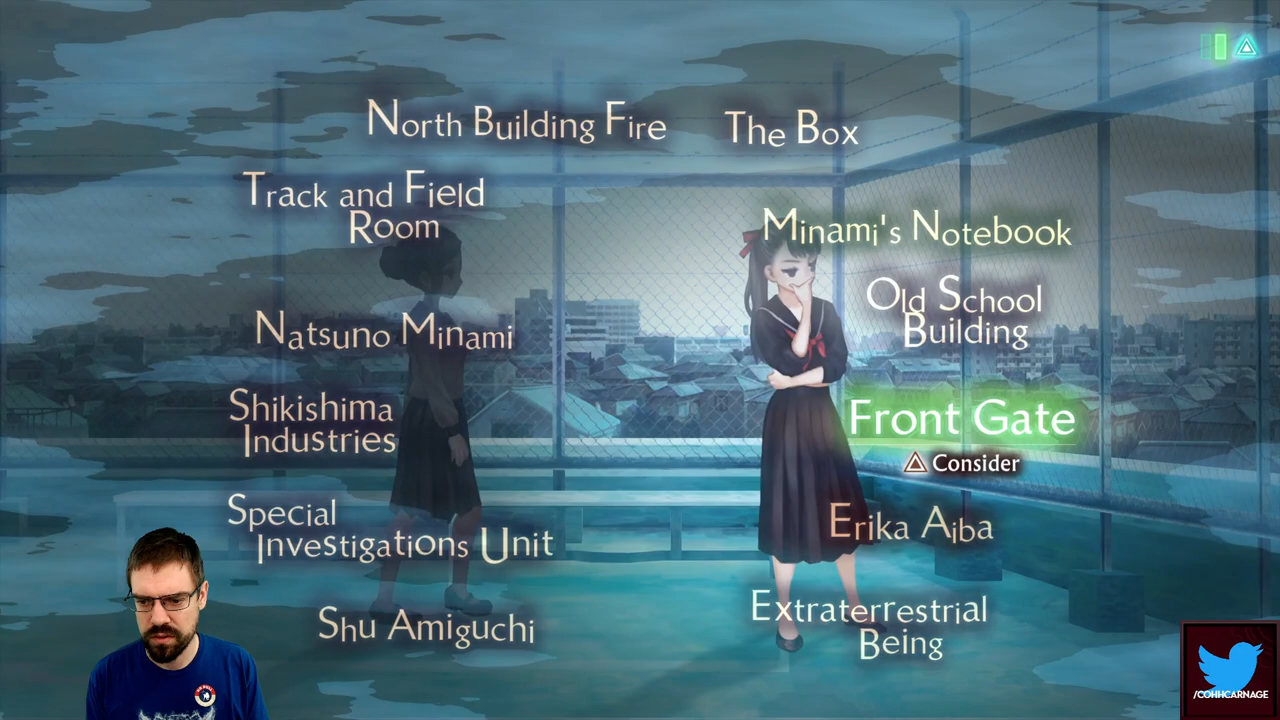 North Building Fire
The Box
Track and Field
Room
Minami's Notebook
Old School
Building
Natsuno Minami
Shikishima
Industries
Front Gate
Consider
Special
Investigations Unit
Erika Aiba
Shu Amiguchi
Extraterrestrial
Being
/COHHCARNAGE